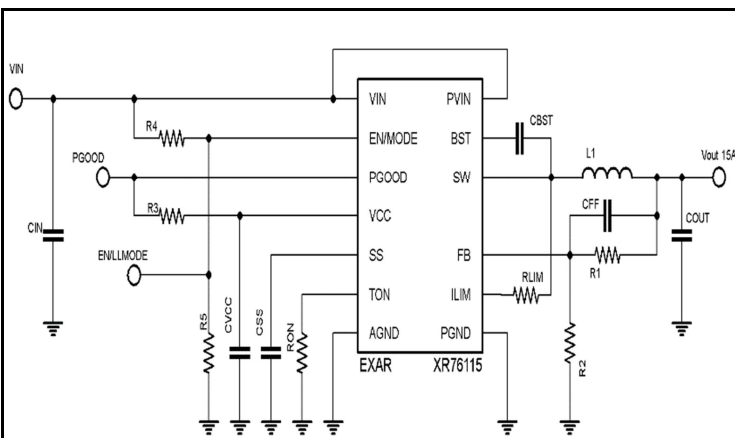 VIN
VIN
PVIN
CBST
R4
EN/MODE
BST
L1
Vout 15A
PGOOD
PGOOD
SW
R3
CFF
VCC
COUT
CIN
EN/LLMODE
SS
FB
R1
RLIM
TON
ILIM
R5
CVCC
CSS
RON
AGND
PGND
R2
EXAR
XR76115